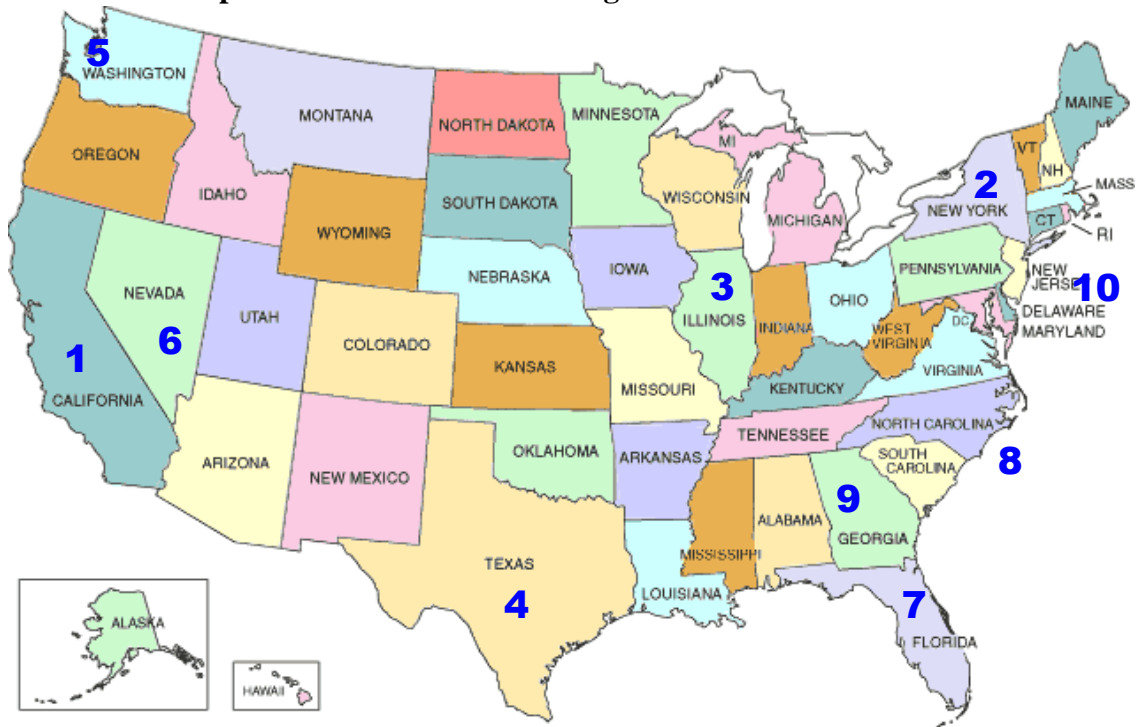 5
WASHINGTON
MONTANA
NORTH DAKOTA
MINNESOTA
MAINE
OREGON
IDAHO
SOUTH DAKOTA
WISCONSIN
MI
MICHIGAN
2
NEW YORK
VT
NH
MASS
CT
RI
WYOMING
NEBRASKA
IOWA
3
ILLINOIS
INDIANA
OHIO
PENNSYLVANIA
NEW
JERSE
10
DELAWARE
MARYLAND
DC
WEST
VIRGINIA
VIRGINIA
NEVADA
6
UTAH
COLORADO
KANSAS
MISSOURI
KENTUCKY
1
CALIFORNIA
ARIZONA
NEW MEXICO
OKLAHOMA
ARKANSAS
TENNESSEE
NORTH CAROLINA
SOUTH
CAROLINA
8
9
GEORGIA
ALABAMA
MISSISSIPPI
TEXAS
4
LOUISIANA
7
FLORIDA
ALASKA
HAWAII